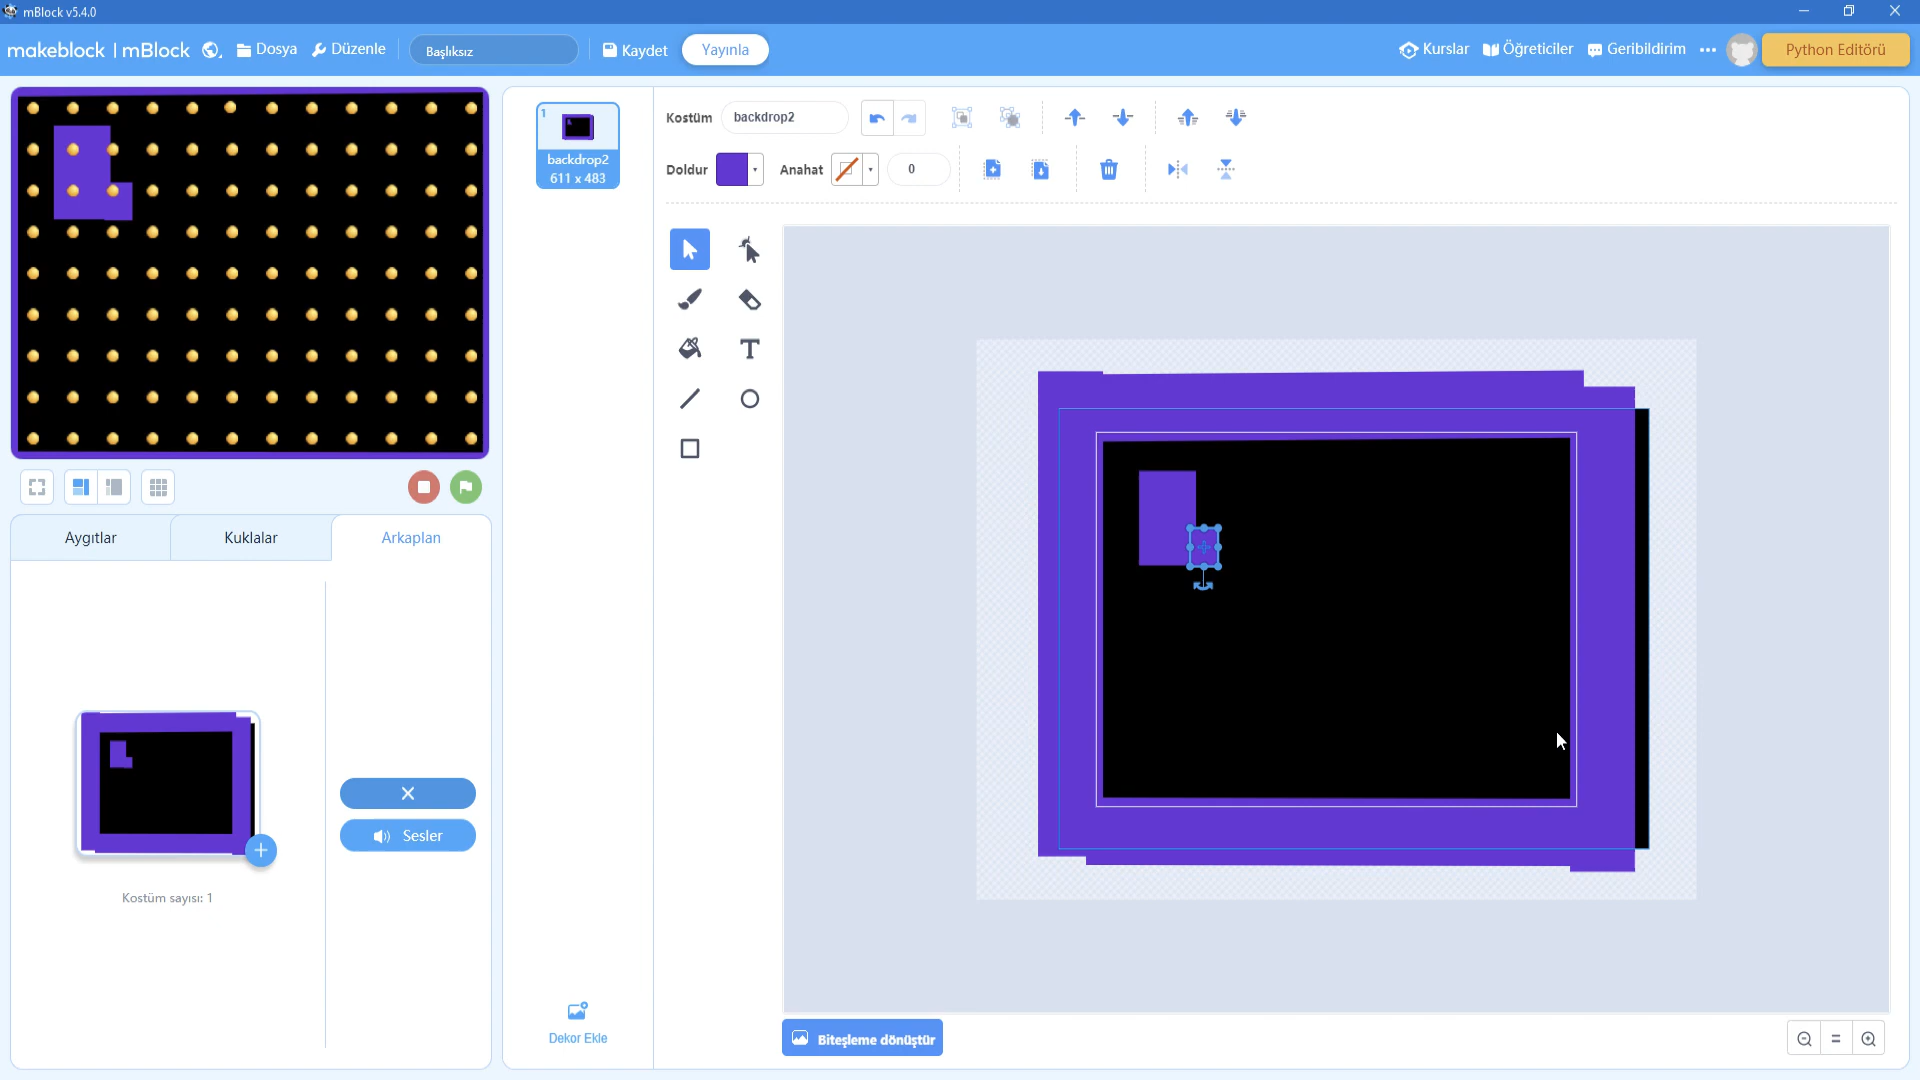 mBlock v5.4.0
makeblock | mBlock
Dosya
Düzenle
Başlıksız
Kaydet
Yayınla
Kurslar
Öğreticiler
Geribildirim
Python Editörü
1
backdrop2
611 x 483
Kostüm
backdrop2
Doldur
Anahat
0
Aygıtlar
Kuklalar
Arkaplan
Sesler
Kostüm sayısı: 1
Dekor Ekle
Biteşleme dönüştür